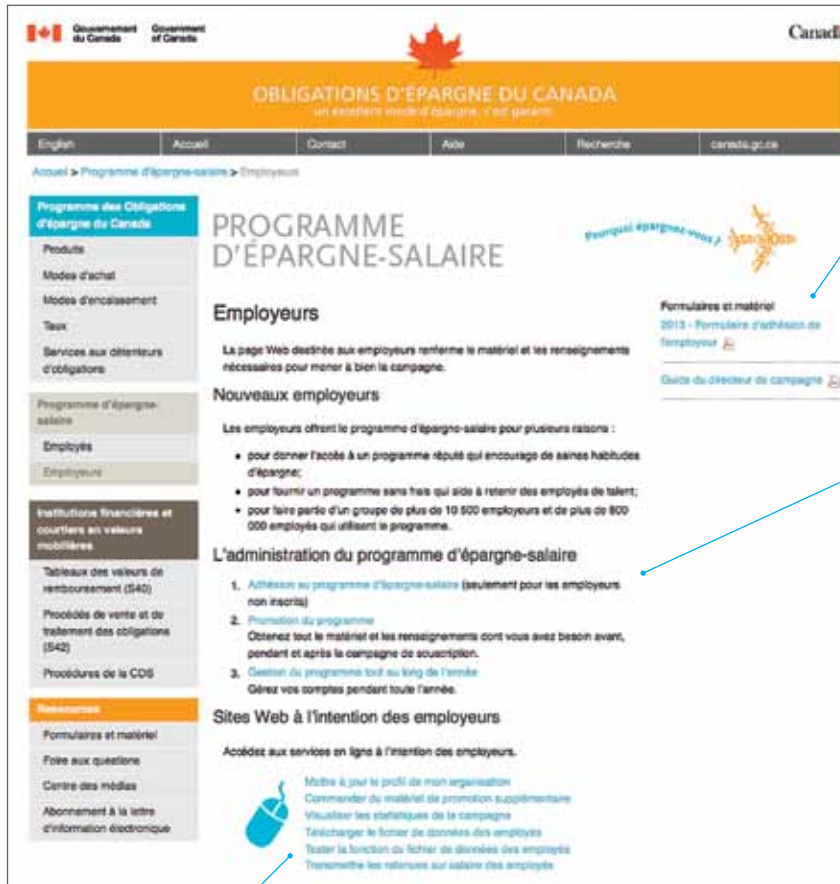 Gouvernement du Canada
Government of Canada
Canada
OBLIGATIONS D'ÉPARGNE DU CANADA
un excellent mode d'épargne, c'est garanti
English
Accueil
Contact
Aide
Recherche
canada.gc.ca
Accueil > Programme d'épargne-salaire > Employeurs
Programme des Obligations
d'épargne du Canada
Produits
Modes d'achat
Modes d'encaissement
Taux
Services aux détenteurs
d'obligations
Programme d'épargne-
salaire
Employés
Employeurs
Institutions financières et
courtiers en valeurs
mobilières
Tableaux des valeurs de
remboursement (S40)
Procédés de vente et de
traitement des obligations
(S42)
Procédures de la CDS
Ressources
Formulaires et matériel
Foire aux questions
Centre des médias
Abonnement à la lettre
d'information électronique
PROGRAMME
D'ÉPARGNE-SALAIRE
Pourquoi épargnez-vous ?
Employeurs
La page Web destinée aux employeurs renferme le matériel et les renseignements
nécessaires pour mener à bien la campagne.
Nouveaux employeurs
Les employeurs offrent le programme d'épargne-salaire pour plusieurs raisons :
• pour donner l'accès à un programme réputé qui encourage de saines habitudes
d'épargne;
• pour fournir un programme sans frais qui aide à retenir des employés de talent;
• pour faire partie d'un groupe de plus de 10 500 employeurs et de plus de 800
000 employés qui utilisent le programme.
L'administration du programme d'épargne-salaire
1. Adhésion au programme d'épargne-salaire (seulement pour les employeurs
non inscrits)
2. Promotion du programme
Obtenez tout le matériel et les renseignements dont vous avez besoin avant,
pendant et après la campagne de souscription.
3. Gestion du programme tout au long de l'année
Gérez vos comptes pendant toute l'année.
Sites Web à l'intention des employeurs
Accédez aux services en ligne à l'intention des employeurs.
Mettre à jour le profil de mon organisation
Commander du matériel de promotion supplémentaire
Visualiser les statistiques de la campagne
Télécharger le fichier de données des employés
Tester la fonction du fichier de données des employés
Transmettre les retenues sur salaire des employés
Formulaires et matériel
2013 - Formulaire d'adhésion de
l'employeur
Guide du directeur de campagne